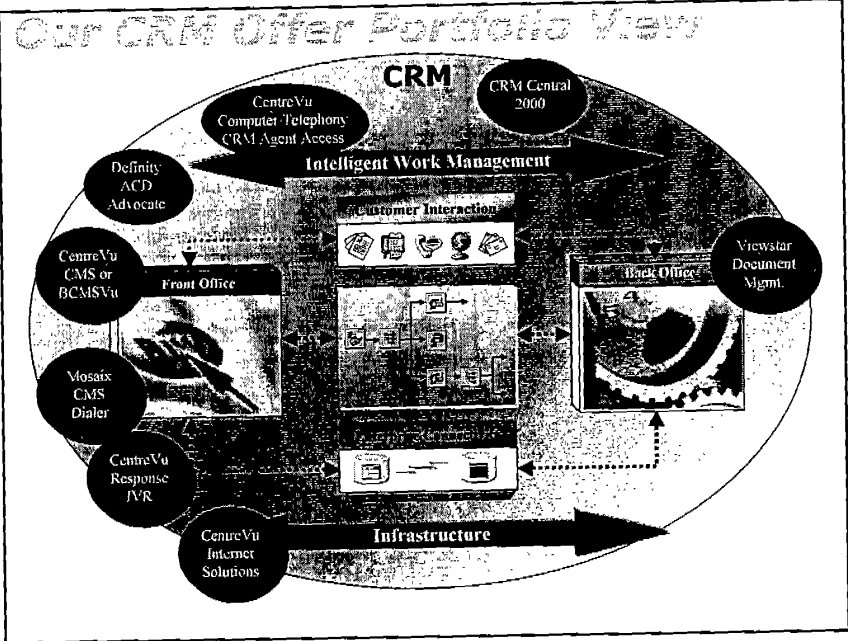 Our CRM Offer Portfolio View
CRM
CRM Central
2000
CentreVu
Computer Telephony
CRM Agent Access
Intelligent Work Management
Definity
ACD
Advocate
Customer Interaction
CentreVu
CMS or
BCMSVu
Front Office
Back Office
Viewstar
Document
Mgmt.
Mosaix
CMS
Dialer
CentreVu
Response
IVR
CentreVu
Internet
Solutions
Infrastructure